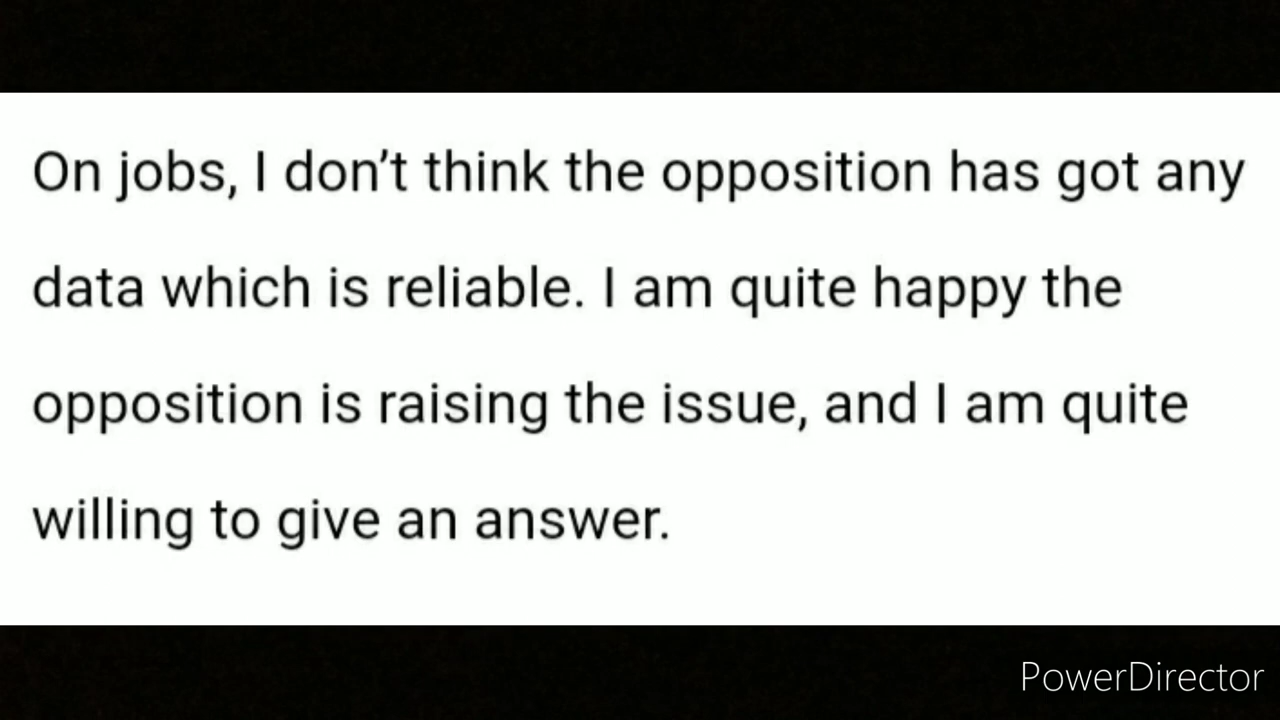 On jobs, I don’t think the opposition has got any
data which is reliable. I am quite happy the
opposition is raising the issue, and I am quite
willing to give an answer.
PowerDirector